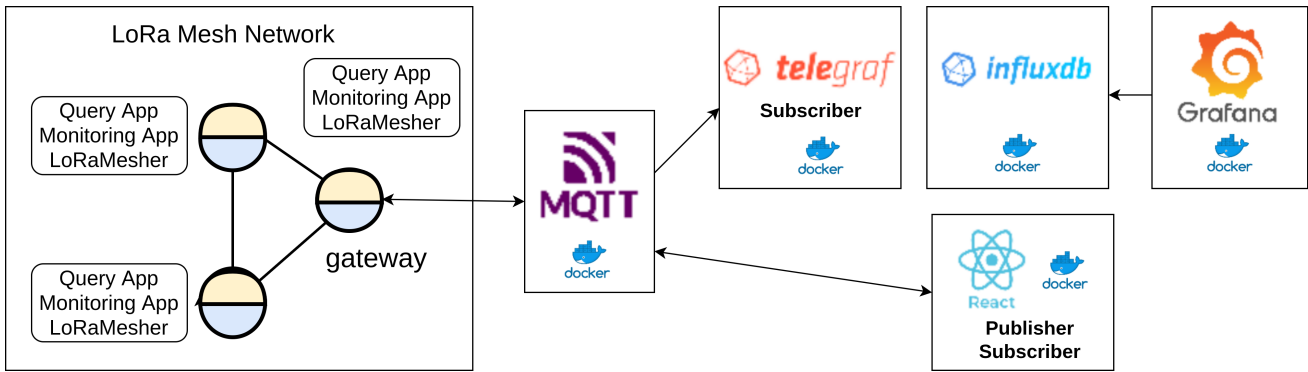 LoRa Mesh Network
Query App
Monitoring App
LoRaMesher
Query App
Monitoring App
LoRaMesher
gateway
Query App
Monitoring App
LoRaMesher
MQTT
docker
telegraf
Subscriber
docker
influxdb
docker
Grafana
docker
React
docker
Publisher
Subscriber